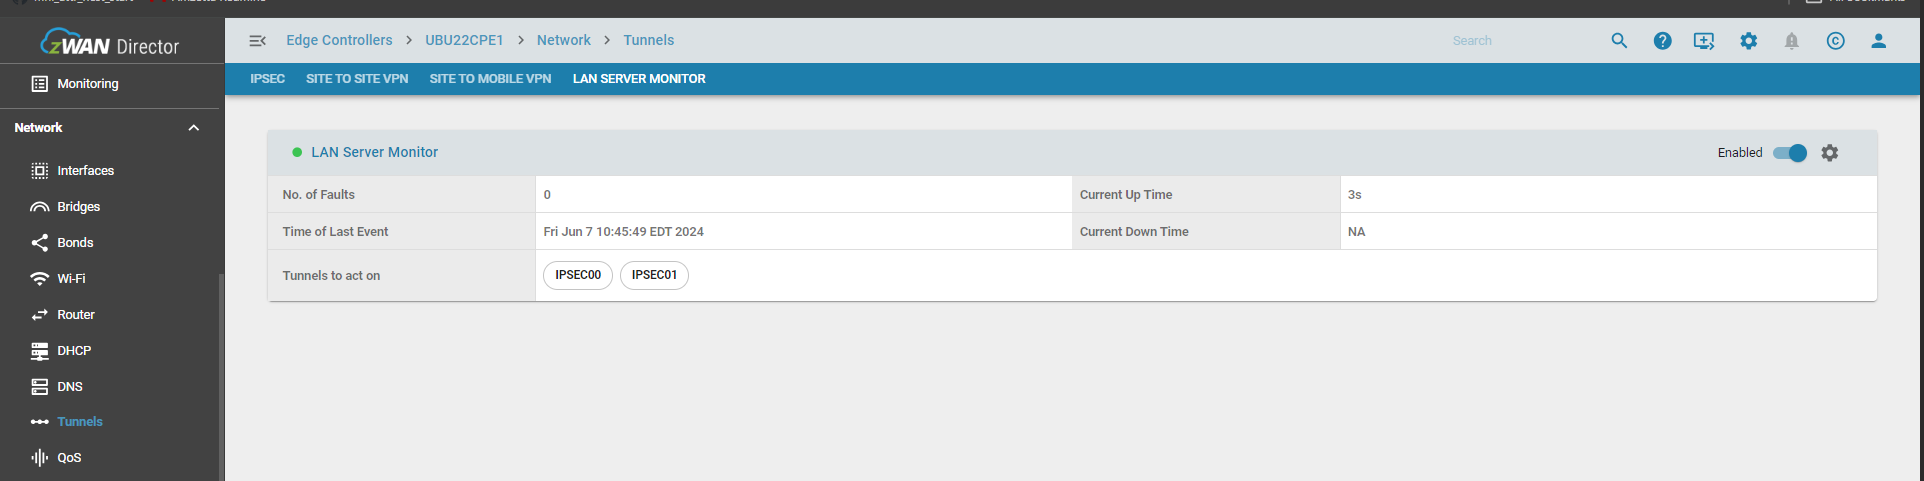 zWAN Director
Edge Controllers > UBU22CPE1 > Network > Tunnels
Search
IPSEC SITE TO SITE VPN SITE TO MOBILE VPN LAN SERVER MONITOR
Monitoring
Network
Interfaces
Bridges
Bonds
Wi-Fi
Router
DHCP
DNS
Tunnels
QoS
LAN Server Monitor
Enabled
No. of Faults 0 Current Up Time 3s
Time of Last Event Fri Jun 7 10:45:49 EDT 2024 Current Down Time NA
Tunnels to act on IPSEC00 IPSEC01